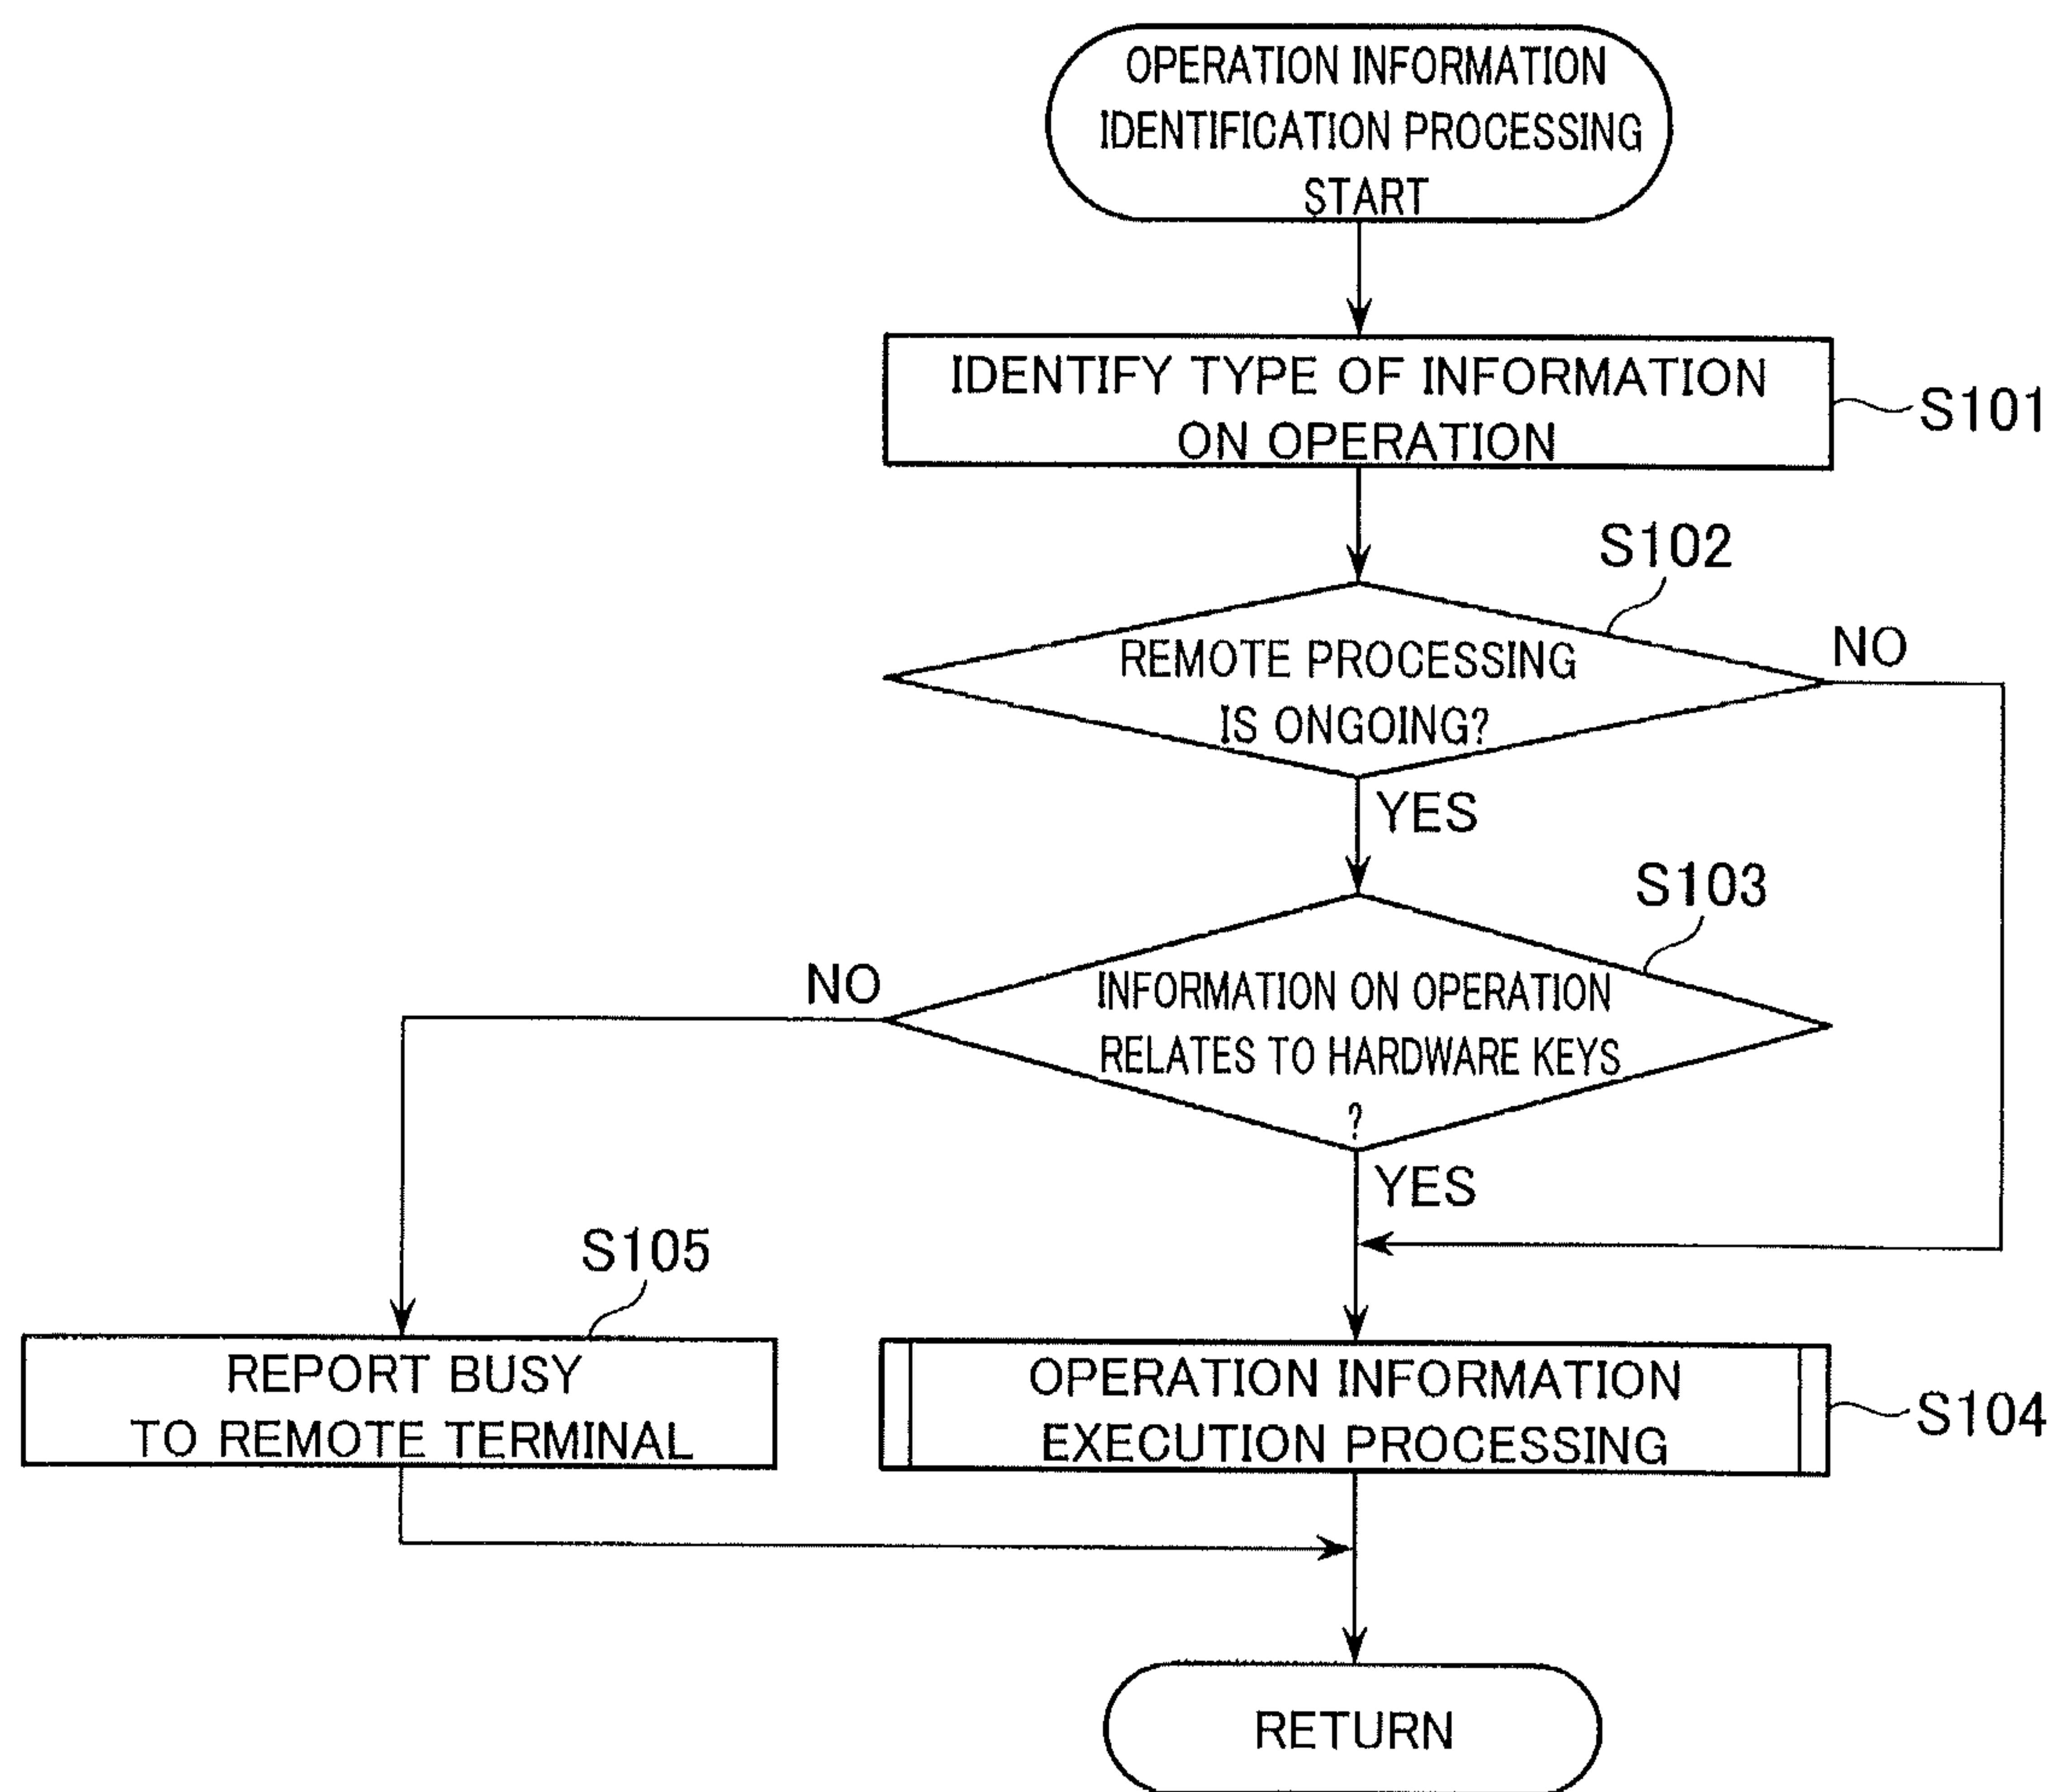 OPERATION INFORMATION
IDENTIFICATION PROCESSING
START
IDENTIFY TYPE OF INFORMATION
ON OPERATION
S101
S102
REMOTE PROCESSING
IS ONGOING?
NO
YES
S103
NO
INFORMATION ON OPERATION
RELATES TO HARDWARE KEYS
?
YES
S105
REPORT BUSY
TO REMOTE TERMINAL
OPERATION INFORMATION
EXECUTION PROCESSING
S104
RETURN